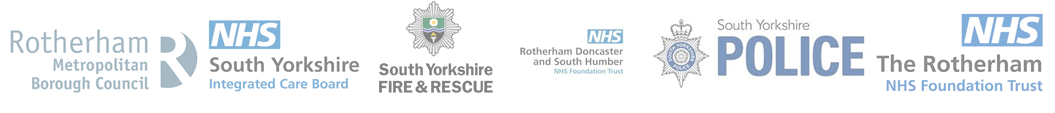 Rotherham
Metropolitan
Borough Council
NHS
South Yorkshire
Integrated Care Board
South Yorkshire
FIRE & RESCUE
NHS
Rotherham Doncaster
and South Humber
NHS Foundation Trust
South Yorkshire
POLICE
NHS
The Rotherham
NHS Foundation Trust